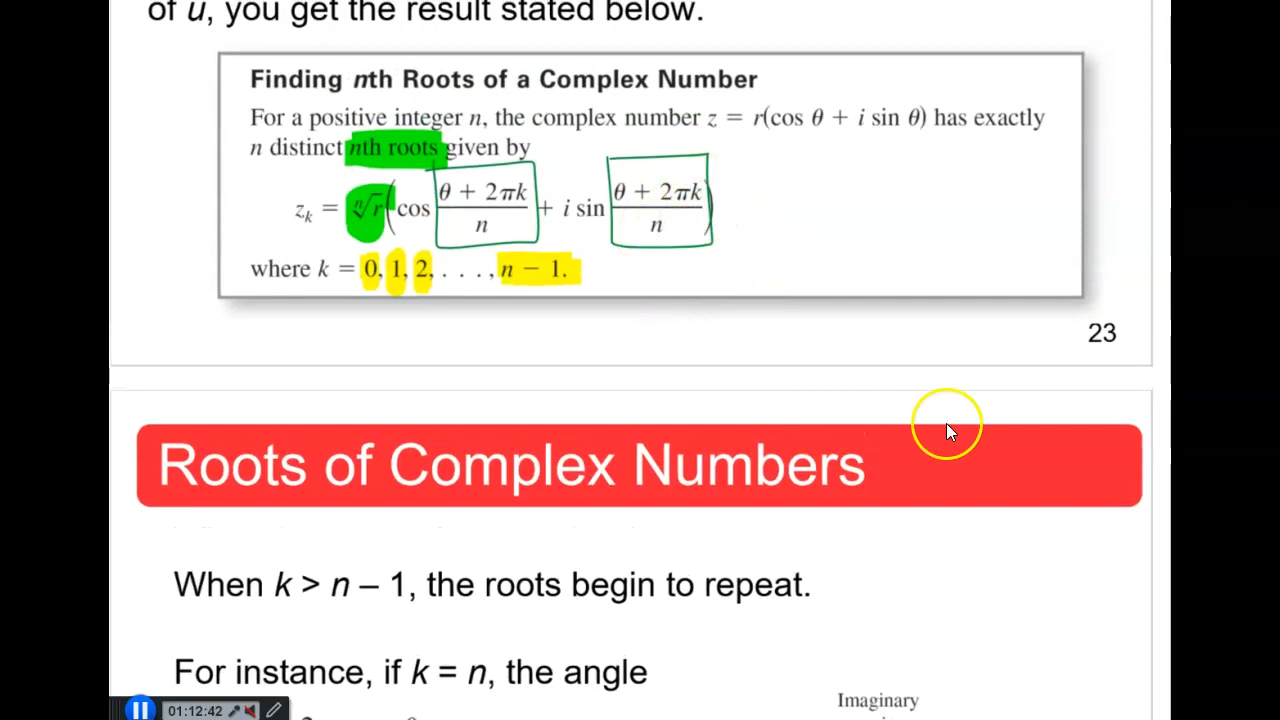 of u, you get the result stated below.
Finding nth Roots of a Complex Number
For a positive integer n, the complex number z = r(cos θ + i sin θ) has exactly
n distinct nth roots given by
z_k = ⁿ√r(cos (θ + 2πk)/n + i sin (θ + 2πk)/n)
where k = 0, 1, 2, . . . , n − 1.
23
Roots of Complex Numbers
When k > n – 1, the roots begin to repeat.
For instance, if k = n, the angle
Imaginary
01:12:42